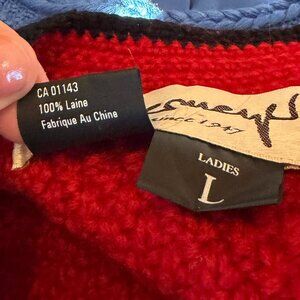 CA 01143
100% Laine
Fabrique Au Chine
since 1947
LADIES
L